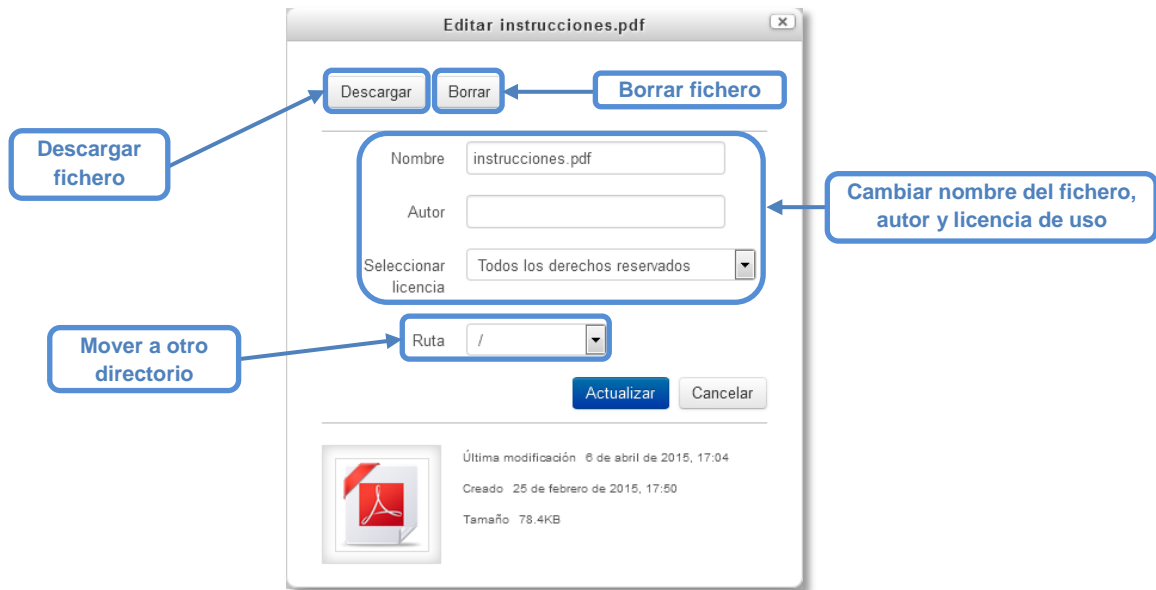 Editar instrucciones.pdf
Descargar
Borrar
Borrar fichero
Descargar
fichero
Nombre
instrucciones.pdf
Autor
Cambiar nombre del fichero,
autor y licencia de uso
Seleccionar
licencia
Todos los derechos reservados
Mover a otro
directorio
Ruta
/
Actualizar
Cancelar
Última modificación 6 de abril de 2015, 17:04
Creado 25 de febrero de 2015, 17:50
Tamaño 78.4KB